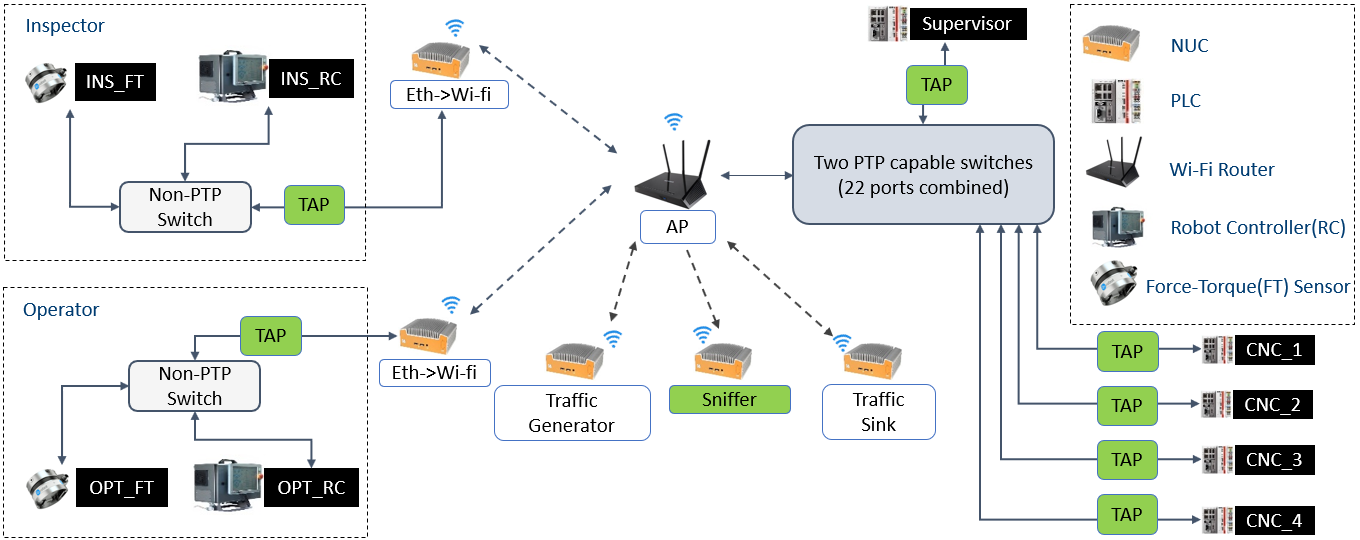 Inspector
INS_FT
INS_RC
Non-PTP
Switch
TAP
Eth->Wi-fi
Operator
TAP
Non-PTP
Switch
OPT_FT
OPT_RC
Eth->Wi-fi
AP
Traffic
Generator
Sniffer
Traffic
Sink
Supervisor
TAP
Two PTP capable switches
(22 ports combined)
NUC
PLC
Wi-Fi Router
Robot Controller(RC)
Force-Torque(FT) Sensor
TAP
CNC_1
TAP
CNC_2
TAP
CNC_3
TAP
CNC_4